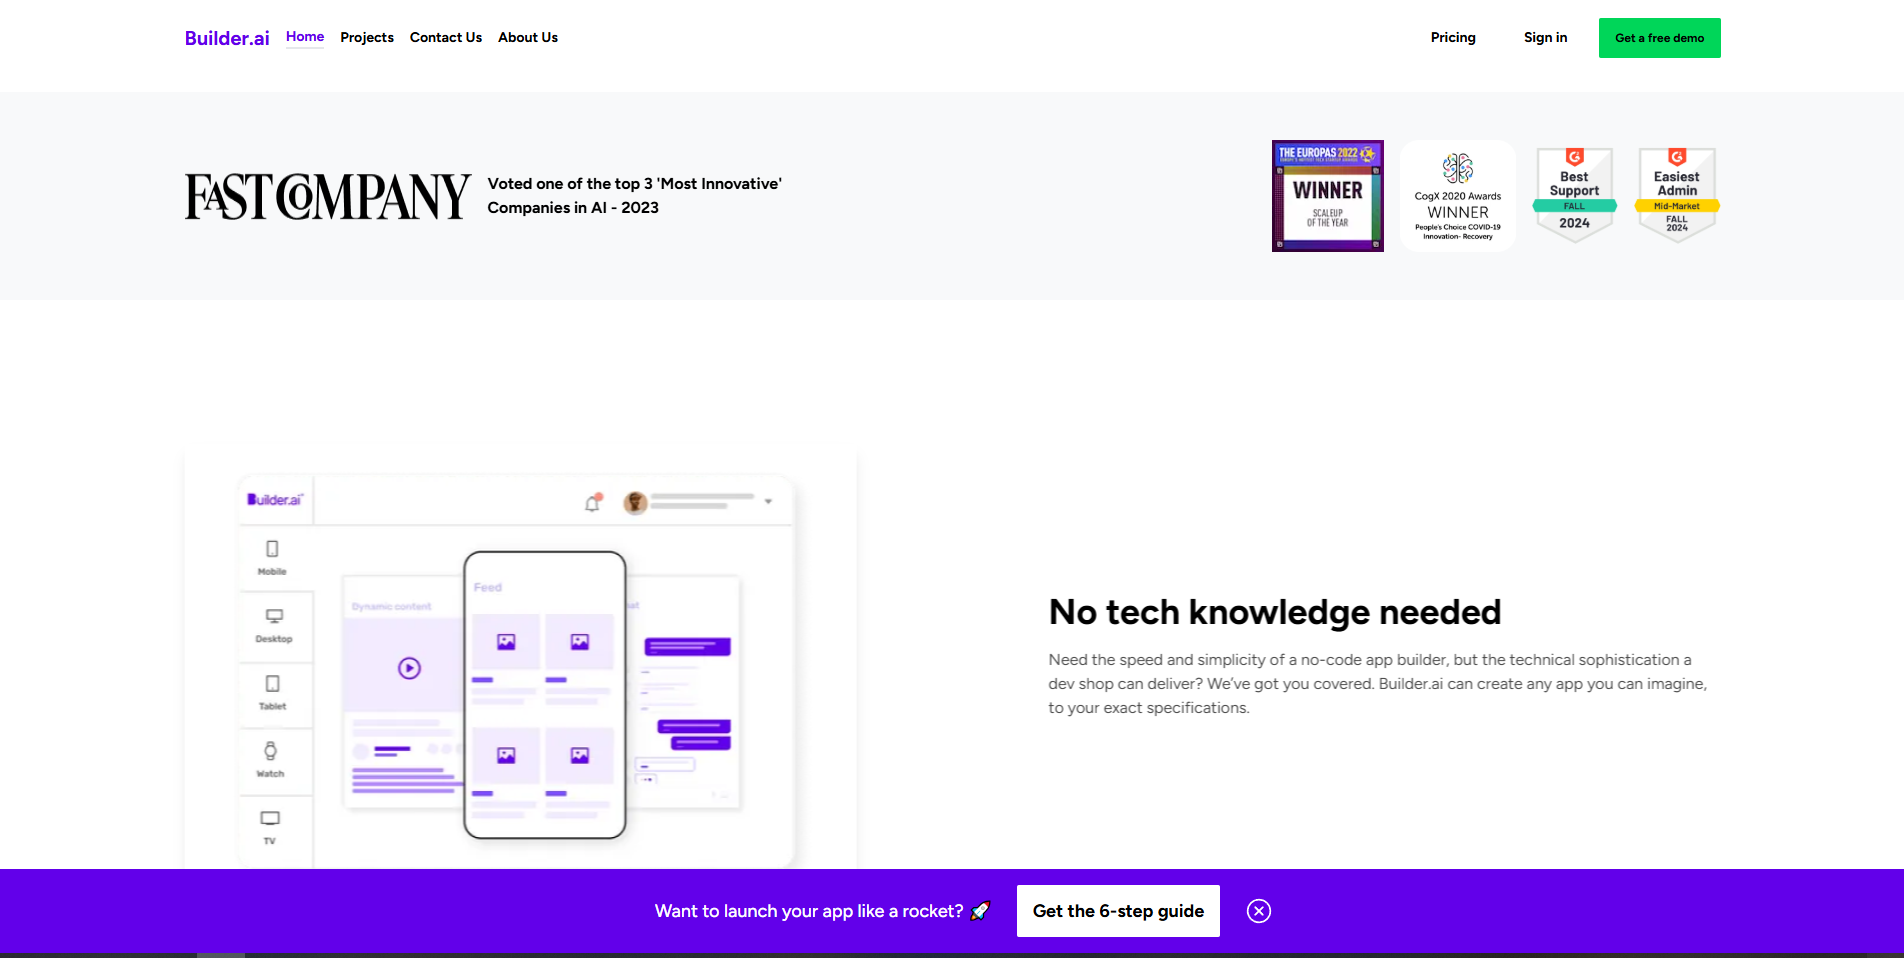 Builder.ai Home Projects Contact Us About Us Pricing Sign in Get a free demo
FAST COMPANY
Voted one of the top 3 'Most Innovative'
Companies in AI - 2023
THE EUROPAS 2022
EUROPE'S HOTTEST TECH STARTUP AWARDS
WINNER
SCALEUP
OF THE YEAR
CogX 2020 Awards
WINNER
People's Choice COVID-19
Innovation- Recovery
Best
Support
FALL
2024
Easiest
Admin
Mid-Market
FALL
2024
Builder.ai
Mobile
Desktop
Tablet
Watch
TV
Dynamic content
Feed
No tech knowledge needed
Need the speed and simplicity of a no-code app builder, but the technical sophistication a
dev shop can deliver? We've got you covered. Builder.ai can create any app you can imagine,
to your exact specifications.
Want to launch your app like a rocket? 🚀 Get the 6-step guide